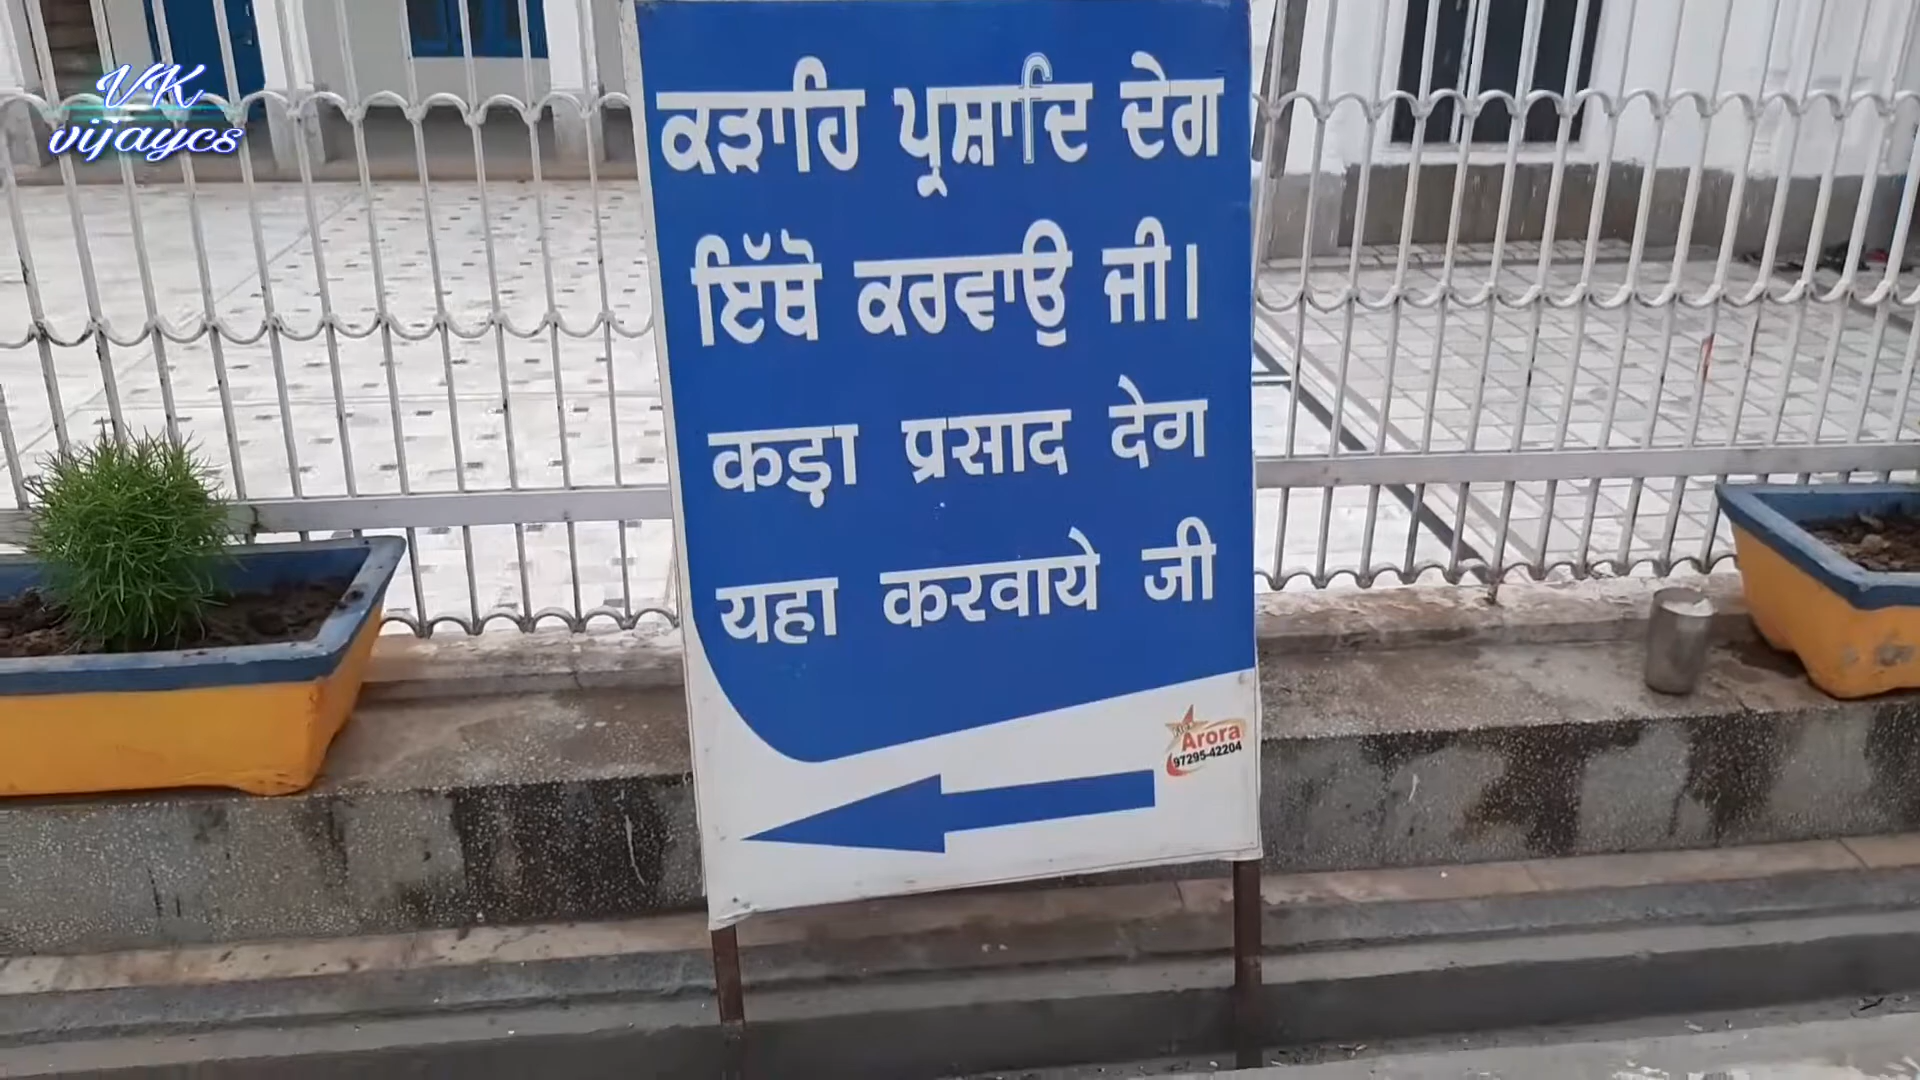 VK
vijaycs
ਕੜਾਹਿ ਪ੍ਰਸ਼ਾਦਿ ਦੇਗ
ਇੱਥੋ ਕਰਵਾਉ ਜੀ।
कड़ा प्रसाद देग
यहा करवाये जी
Arora
97295-42204